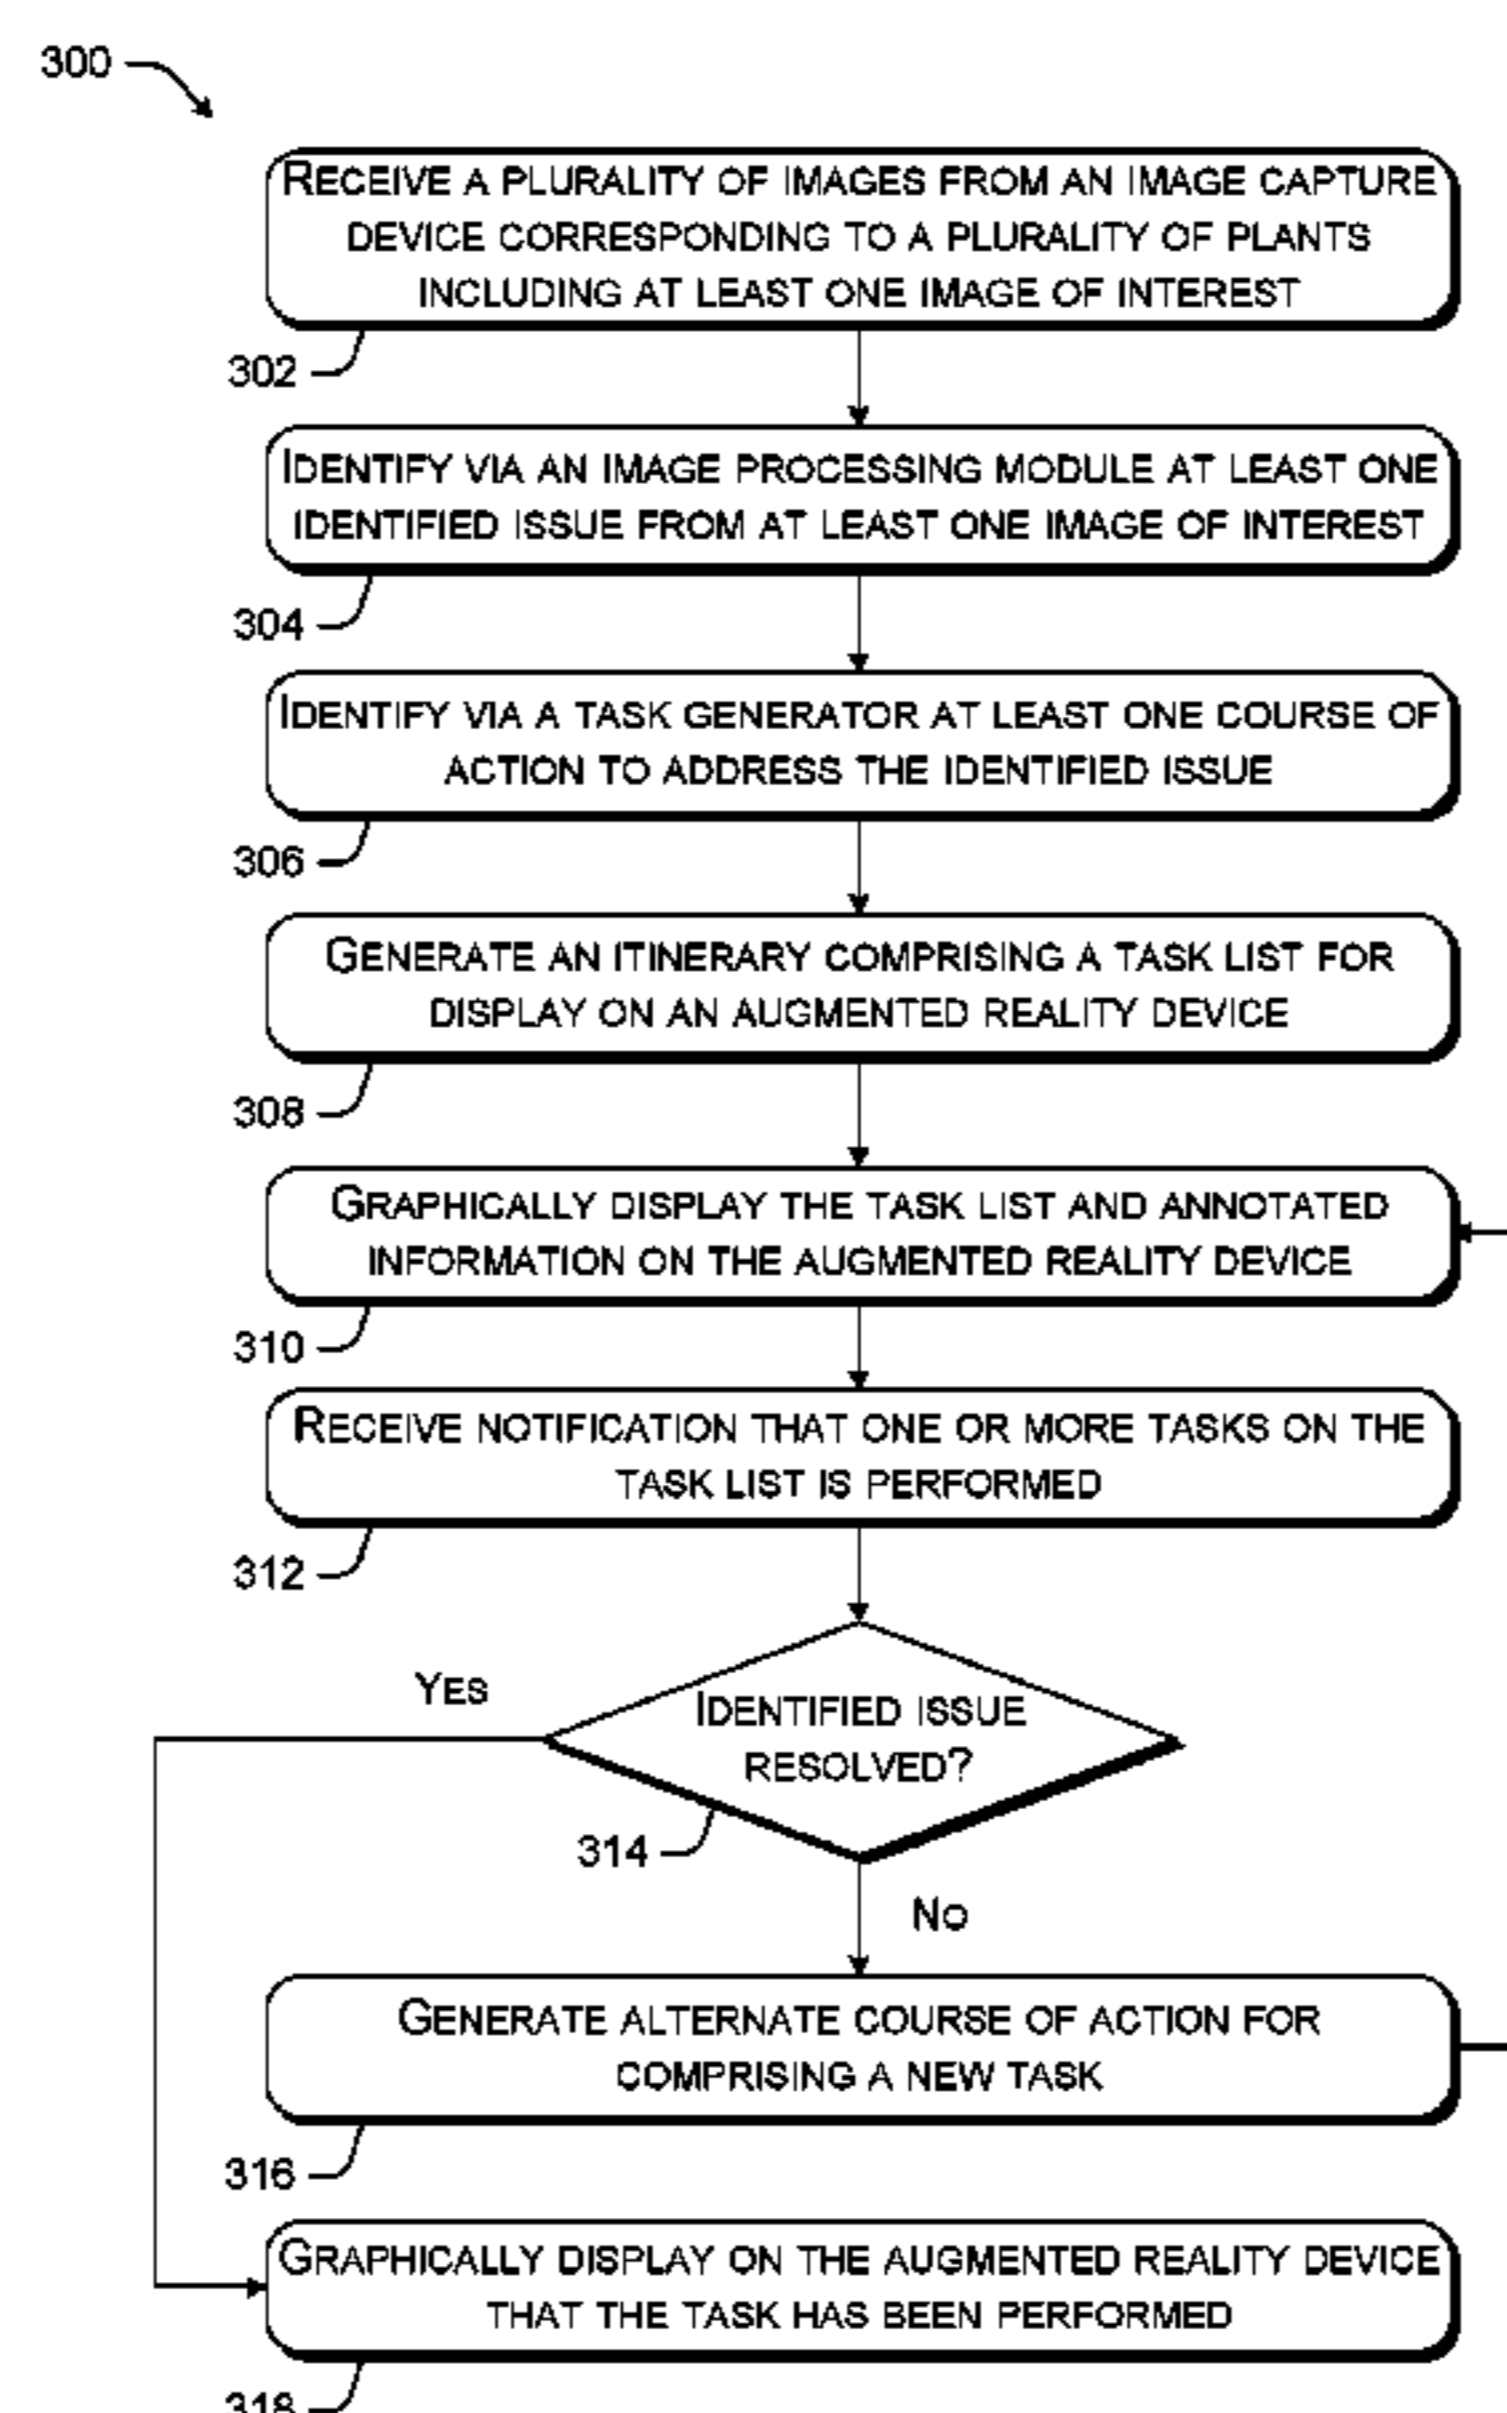 300
RECEIVE A PLURALITY OF IMAGES FROM AN IMAGE CAPTURE
DEVICE CORRESPONDING TO A PLURALITY OF PLANTS
INCLUDING AT LEAST ONE IMAGE OF INTEREST
302
IDENTIFY VIA AN IMAGE PROCESSING MODULE AT LEAST ONE
IDENTIFIED ISSUE FROM AT LEAST ONE IMAGE OF INTEREST
304
IDENTIFY VIA A TASK GENERATOR AT LEAST ONE COURSE OF
ACTION TO ADDRESS THE IDENTIFIED ISSUE
306
GENERATE AN ITINERARY COMPRISING A TASK LIST FOR
DISPLAY ON AN AUGMENTED REALITY DEVICE
308
GRAPHICALLY DISPLAY THE TASK LIST AND ANNOTATED
INFORMATION ON THE AUGMENTED REALITY DEVICE
310
RECEIVE NOTIFICATION THAT ONE OR MORE TASKS ON THE
TASK LIST IS PERFORMED
312
YES
IDENTIFIED ISSUE
RESOLVED?
314
NO
GENERATE ALTERNATE COURSE OF ACTION FOR
COMPRISING A NEW TASK
316
GRAPHICALLY DISPLAY ON THE AUGMENTED REALITY DEVICE
THAT THE TASK HAS BEEN PERFORMED
318